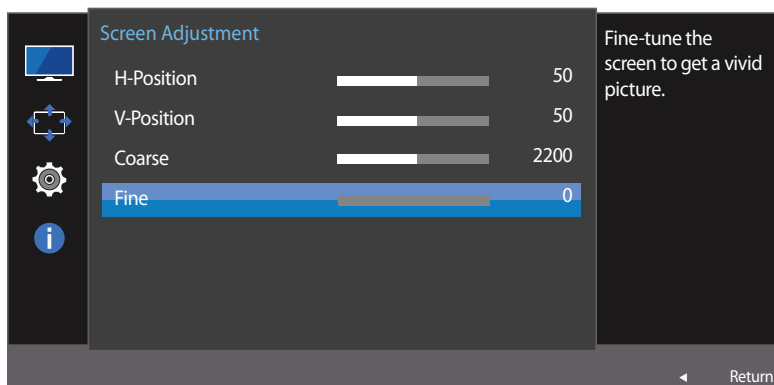 Screen Adjustment
H-Position 50
V-Position 50
Coarse 2200
Fine 0
Fine-tune the
screen to get a vivid
picture.
Return